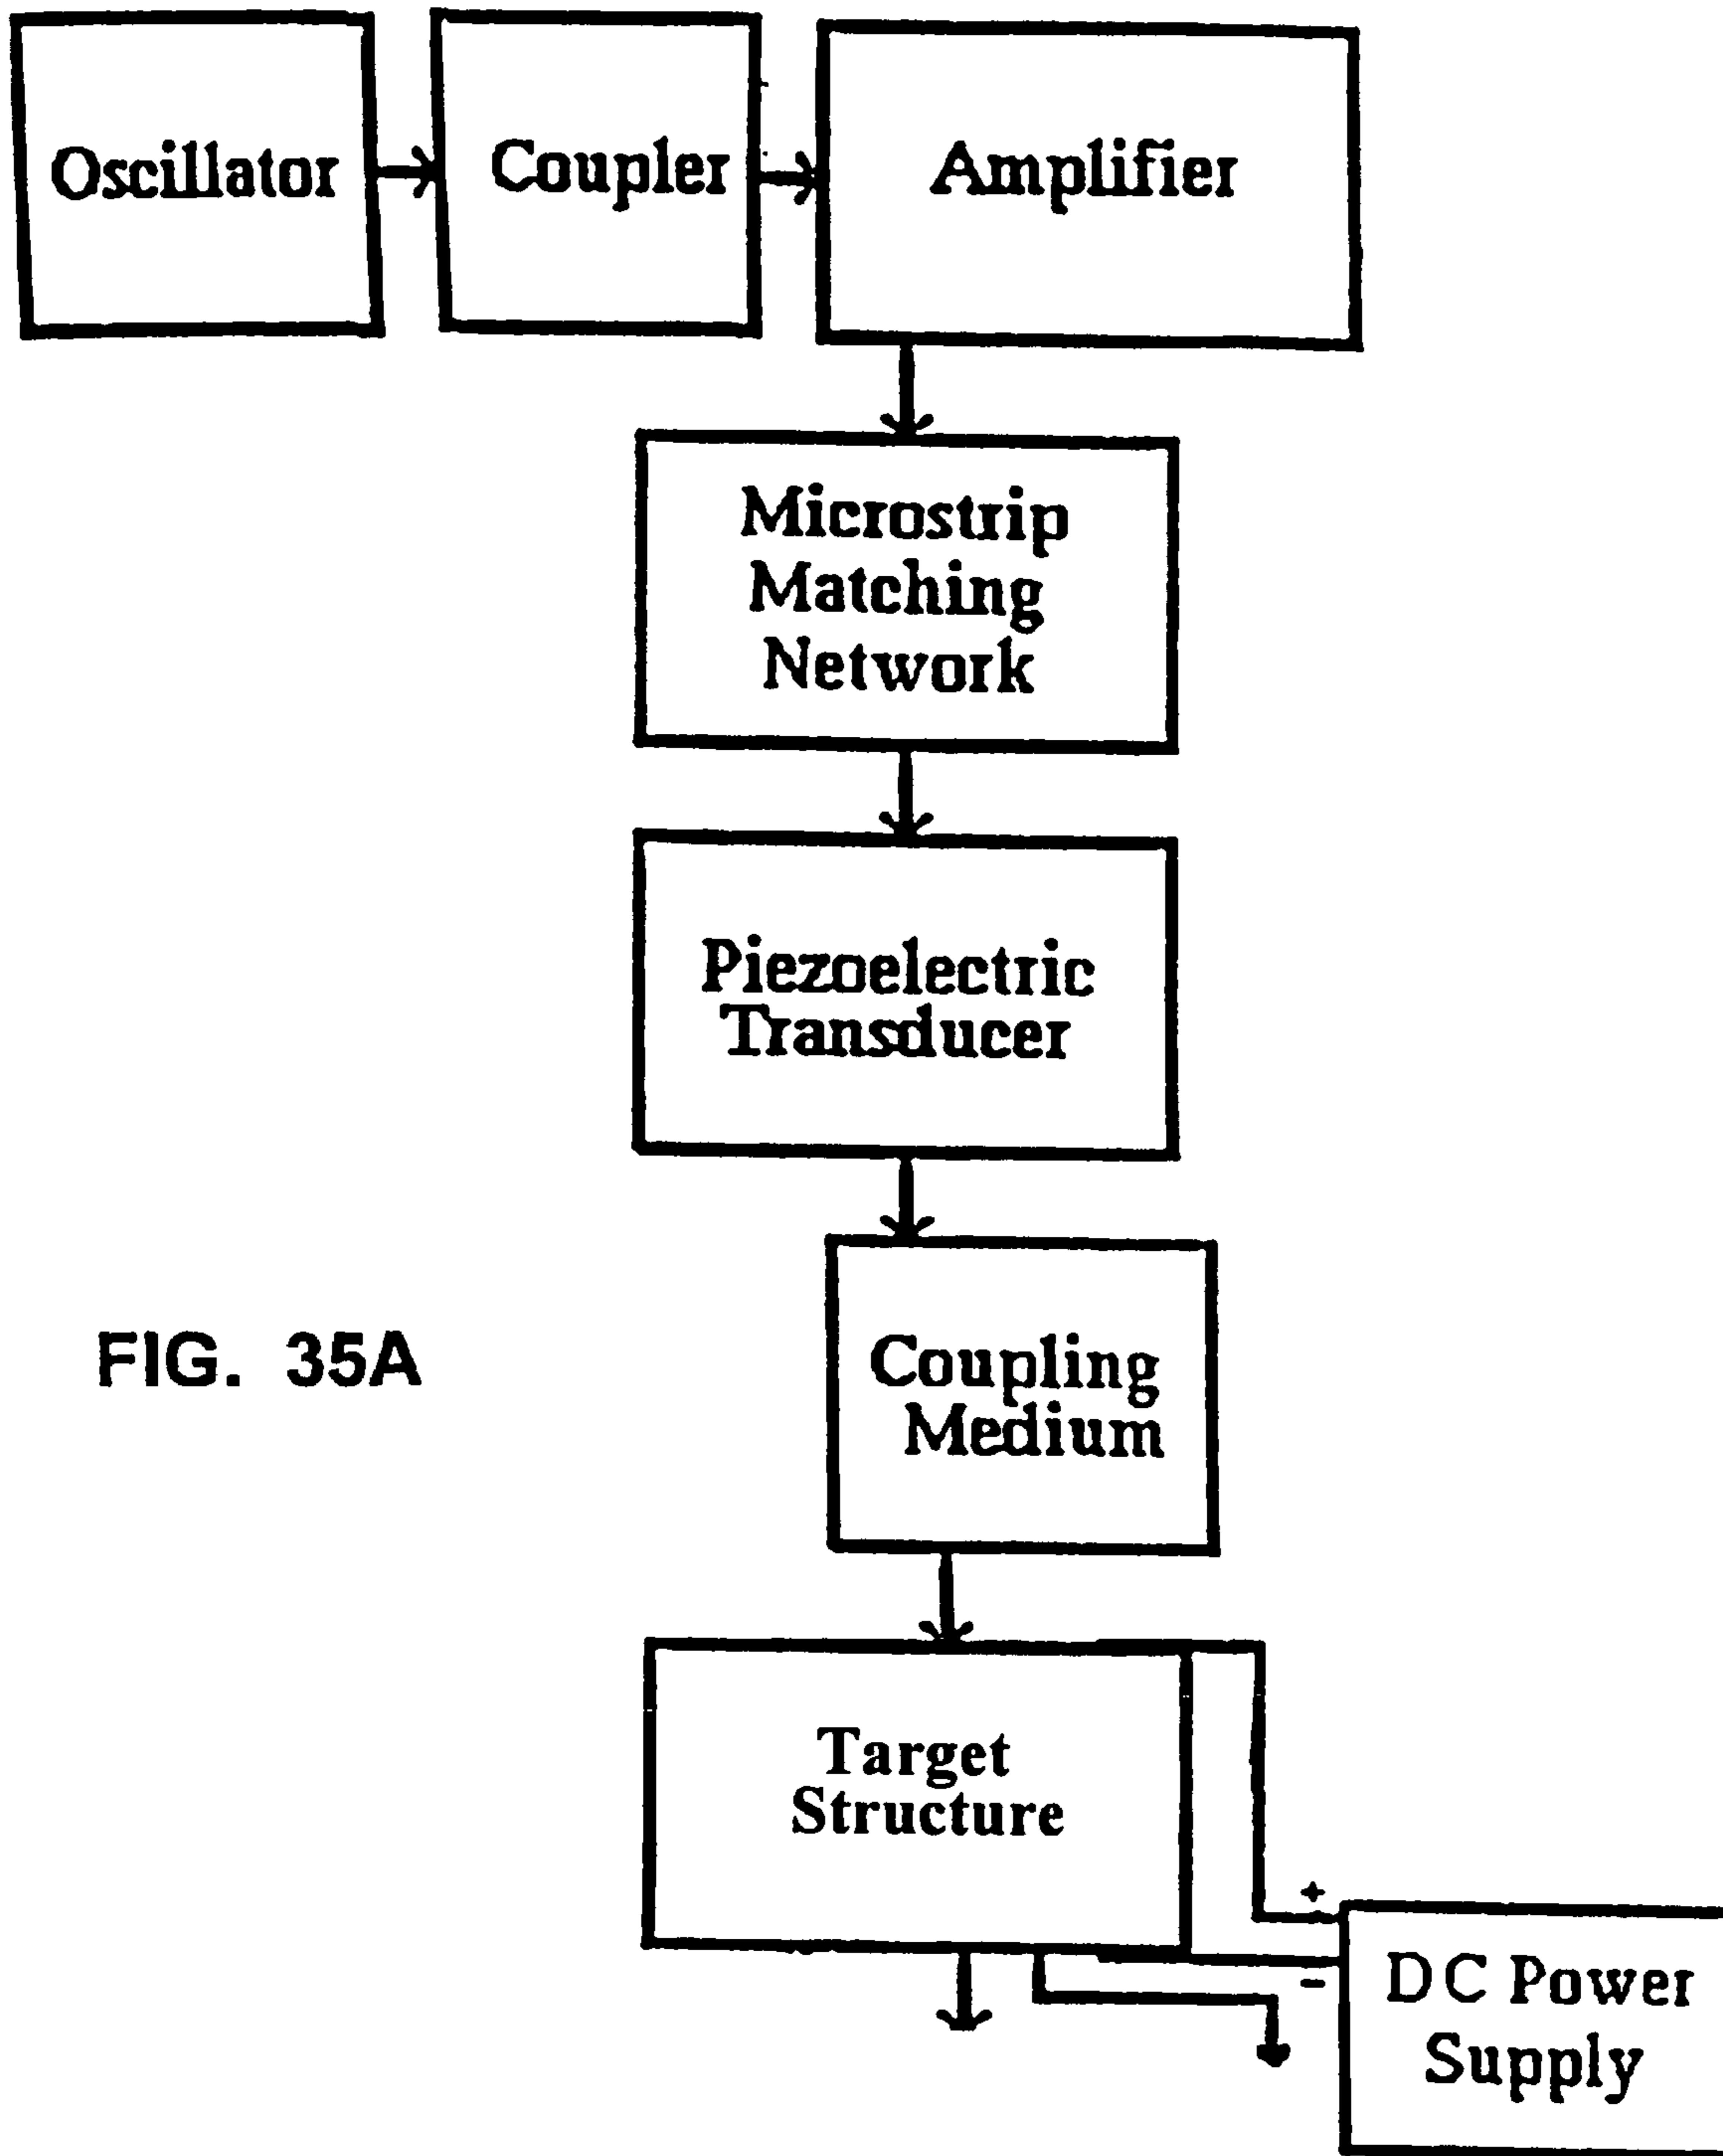 Oscillator
Coupler
Amplifier
Microstrip
Matching
Network
Piezoelectric
Transducer
FIG. 35A
Coupling
Medium
Target
Structure
+
-
DC Power
Supply